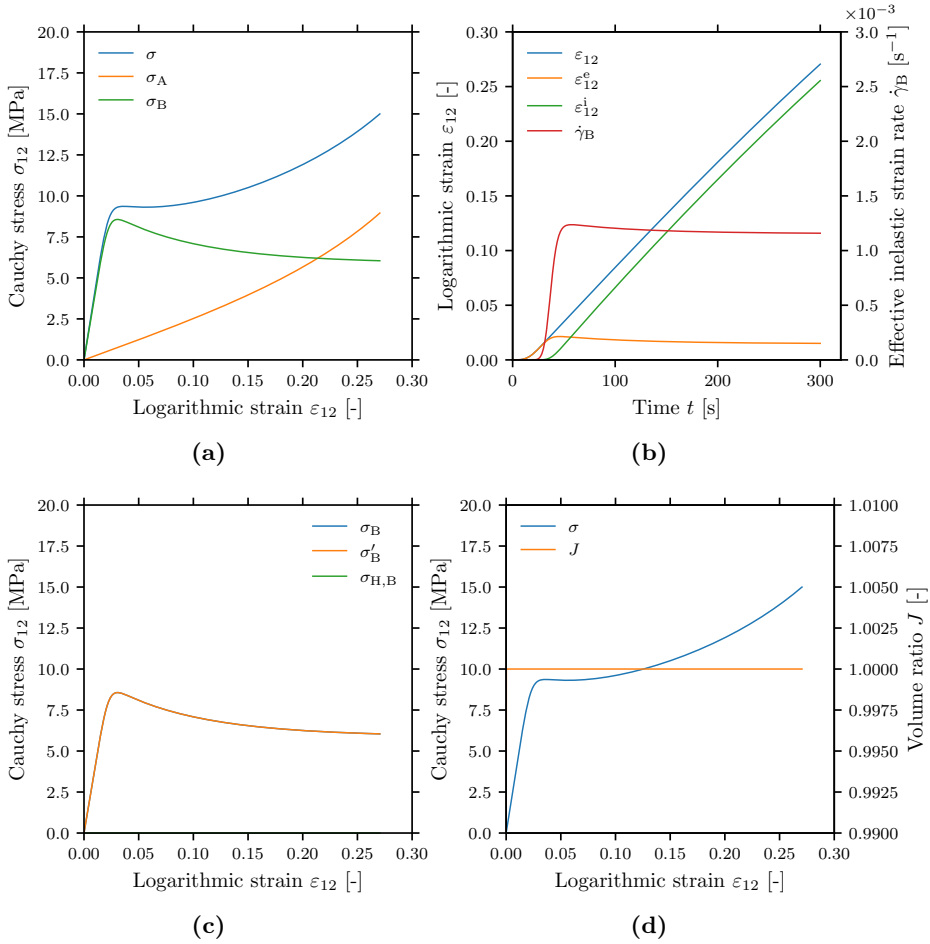 20.0
17.5
15.0
12.5
10.0
7.5
5.0
2.5
0.0
Cauchy stress σ₁₂ [MPa]
σ
σ_A
σ_B
0.00 0.05 0.10 0.15 0.20 0.25 0.30
Logarithmic strain ε₁₂ [-]
(a)
×10⁻³
0.30
0.25
0.20
0.15
0.10
0.05
0.00
Logarithmic strain ε₁₂ [-]
ε₁₂
ε₁₂ᵉ
ε₁₂ⁱ
γ̇_B
3.0
2.5
2.0
1.5
1.0
0.5
0.0
Effective inelastic strain rate γ̇_B [s⁻¹]
0 100 200 300
Time t [s]
(b)
20.0
17.5
15.0
12.5
10.0
7.5
5.0
2.5
0.0
Cauchy stress σ₁₂ [MPa]
σ_B
σ′_B
σ_H,B
0.00 0.05 0.10 0.15 0.20 0.25 0.30
Logarithmic strain ε₁₂ [-]
(c)
20.0
17.5
15.0
12.5
10.0
7.5
5.0
2.5
0.0
Cauchy stress σ₁₂ [MPa]
σ
J
1.0100
1.0075
1.0050
1.0025
1.0000
0.9975
0.9950
0.9925
0.9900
Volume ratio J [-]
0.00 0.05 0.10 0.15 0.20 0.25 0.30
Logarithmic strain ε₁₂ [-]
(d)